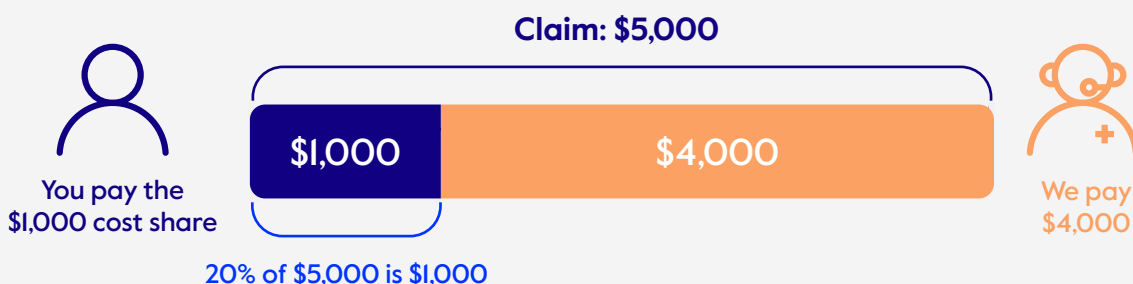 Claim: $5,000
$1,000
$4,000
You pay the
$1,000 cost share
We pay
$4,000
20% of $5,000 is $1,000